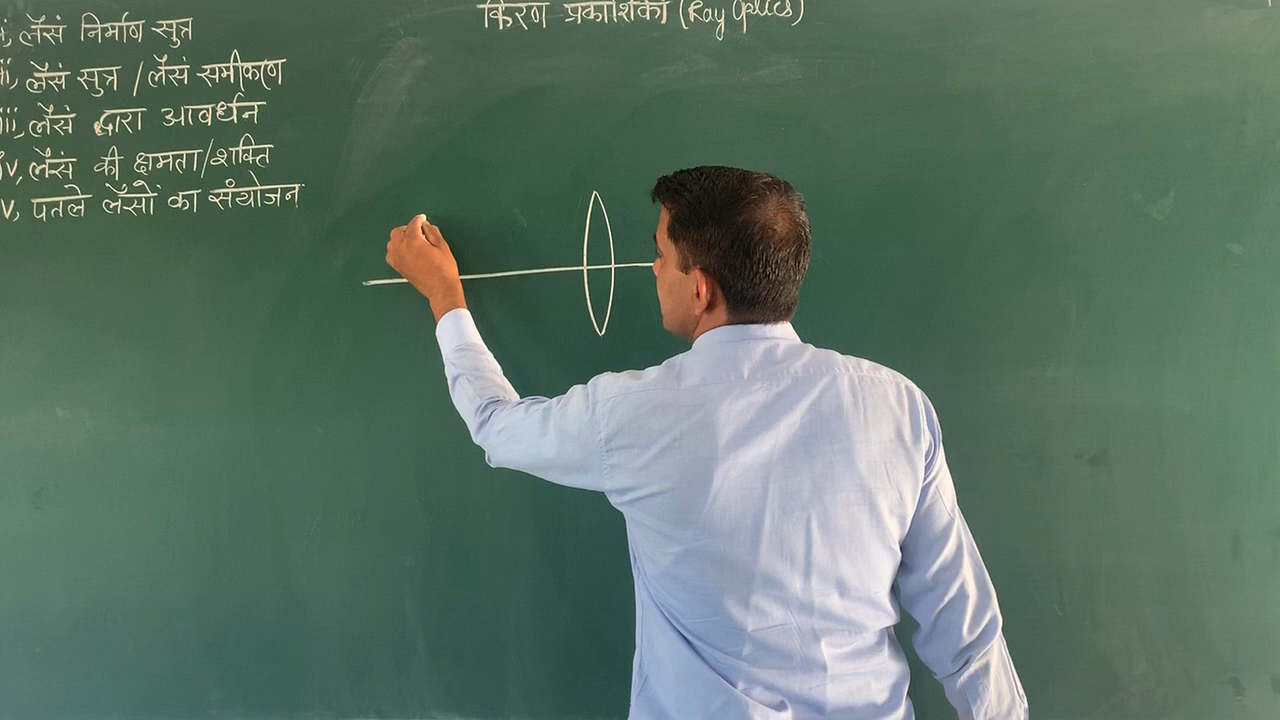 किरण प्रकाशिकी (Ray Optics)
i, लेंस निर्माण सुत्र
ii, लेंस सुत्र / लेंस समीकरण
iii, लेंस द्वारा आवर्धन
iv, लेंस की क्षमता/शक्ति
v, पतले लेंसों का संयोजन